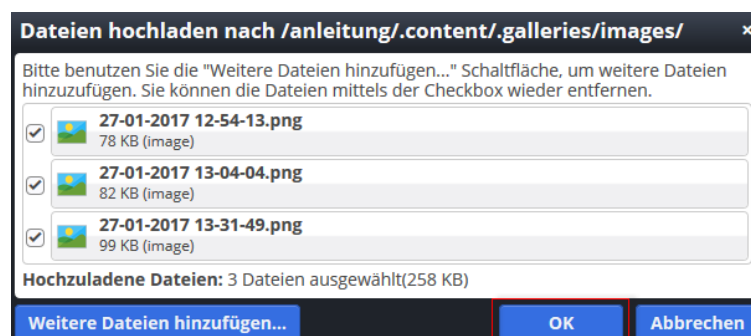 Dateien hochladen nach /anleitung/.content/.galleries/images/
Bitte benutzen Sie die "Weitere Dateien hinzufügen..." Schaltfläche, um weitere Dateien
hinzuzufügen. Sie können die Dateien mittels der Checkbox wieder entfernen.
27-01-2017 12-54-13.png
78 KB (image)
27-01-2017 13-04-04.png
82 KB (image)
27-01-2017 13-31-49.png
99 KB (image)
Hochzuladene Dateien: 3 Dateien ausgewählt(258 KB)
Weitere Dateien hinzufügen... OK Abbrechen